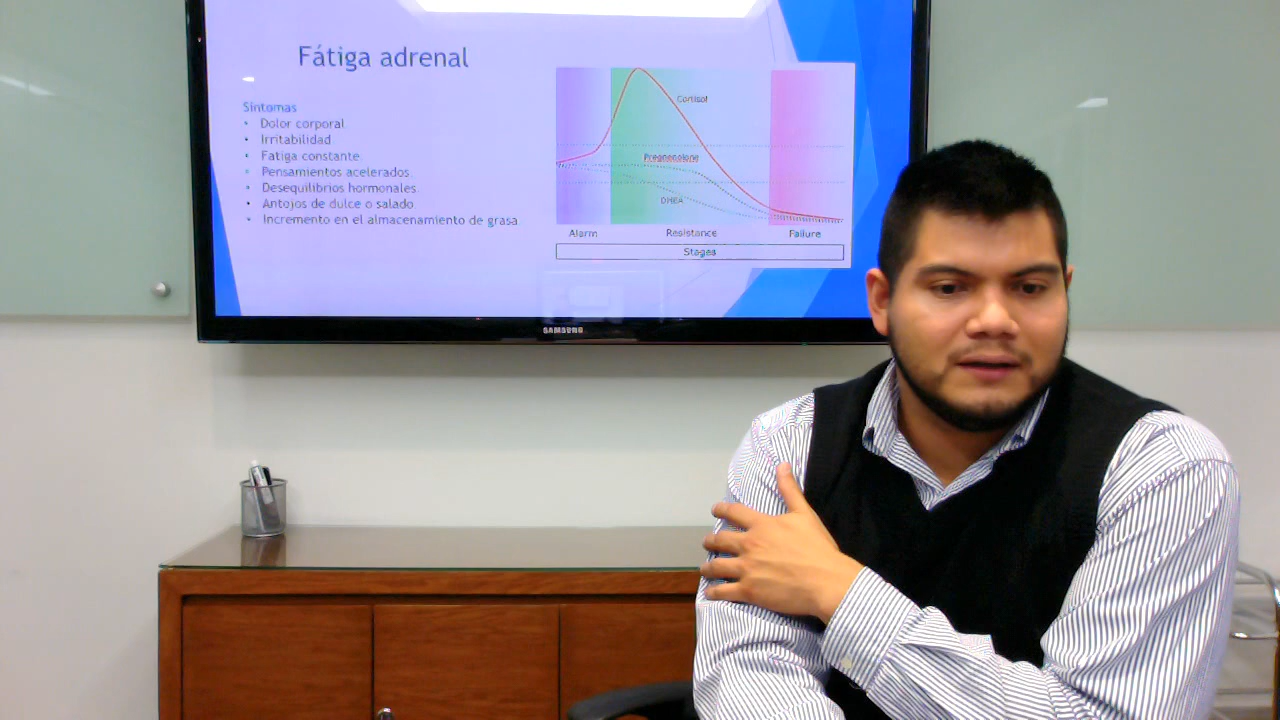 Fátiga adrenal
Síntomas
• Dolor corporal
• Irritabilidad
• Fatiga constante.
• Pensamientos acelerados.
• Desequilibrios hormonales.
• Antojos de dulce o salado
• Incremento en el almacenamiento de grasa
Cortisol
Pregnenolone
DHEA
Alarm Resistance Failure
Stages
SAMSUNG